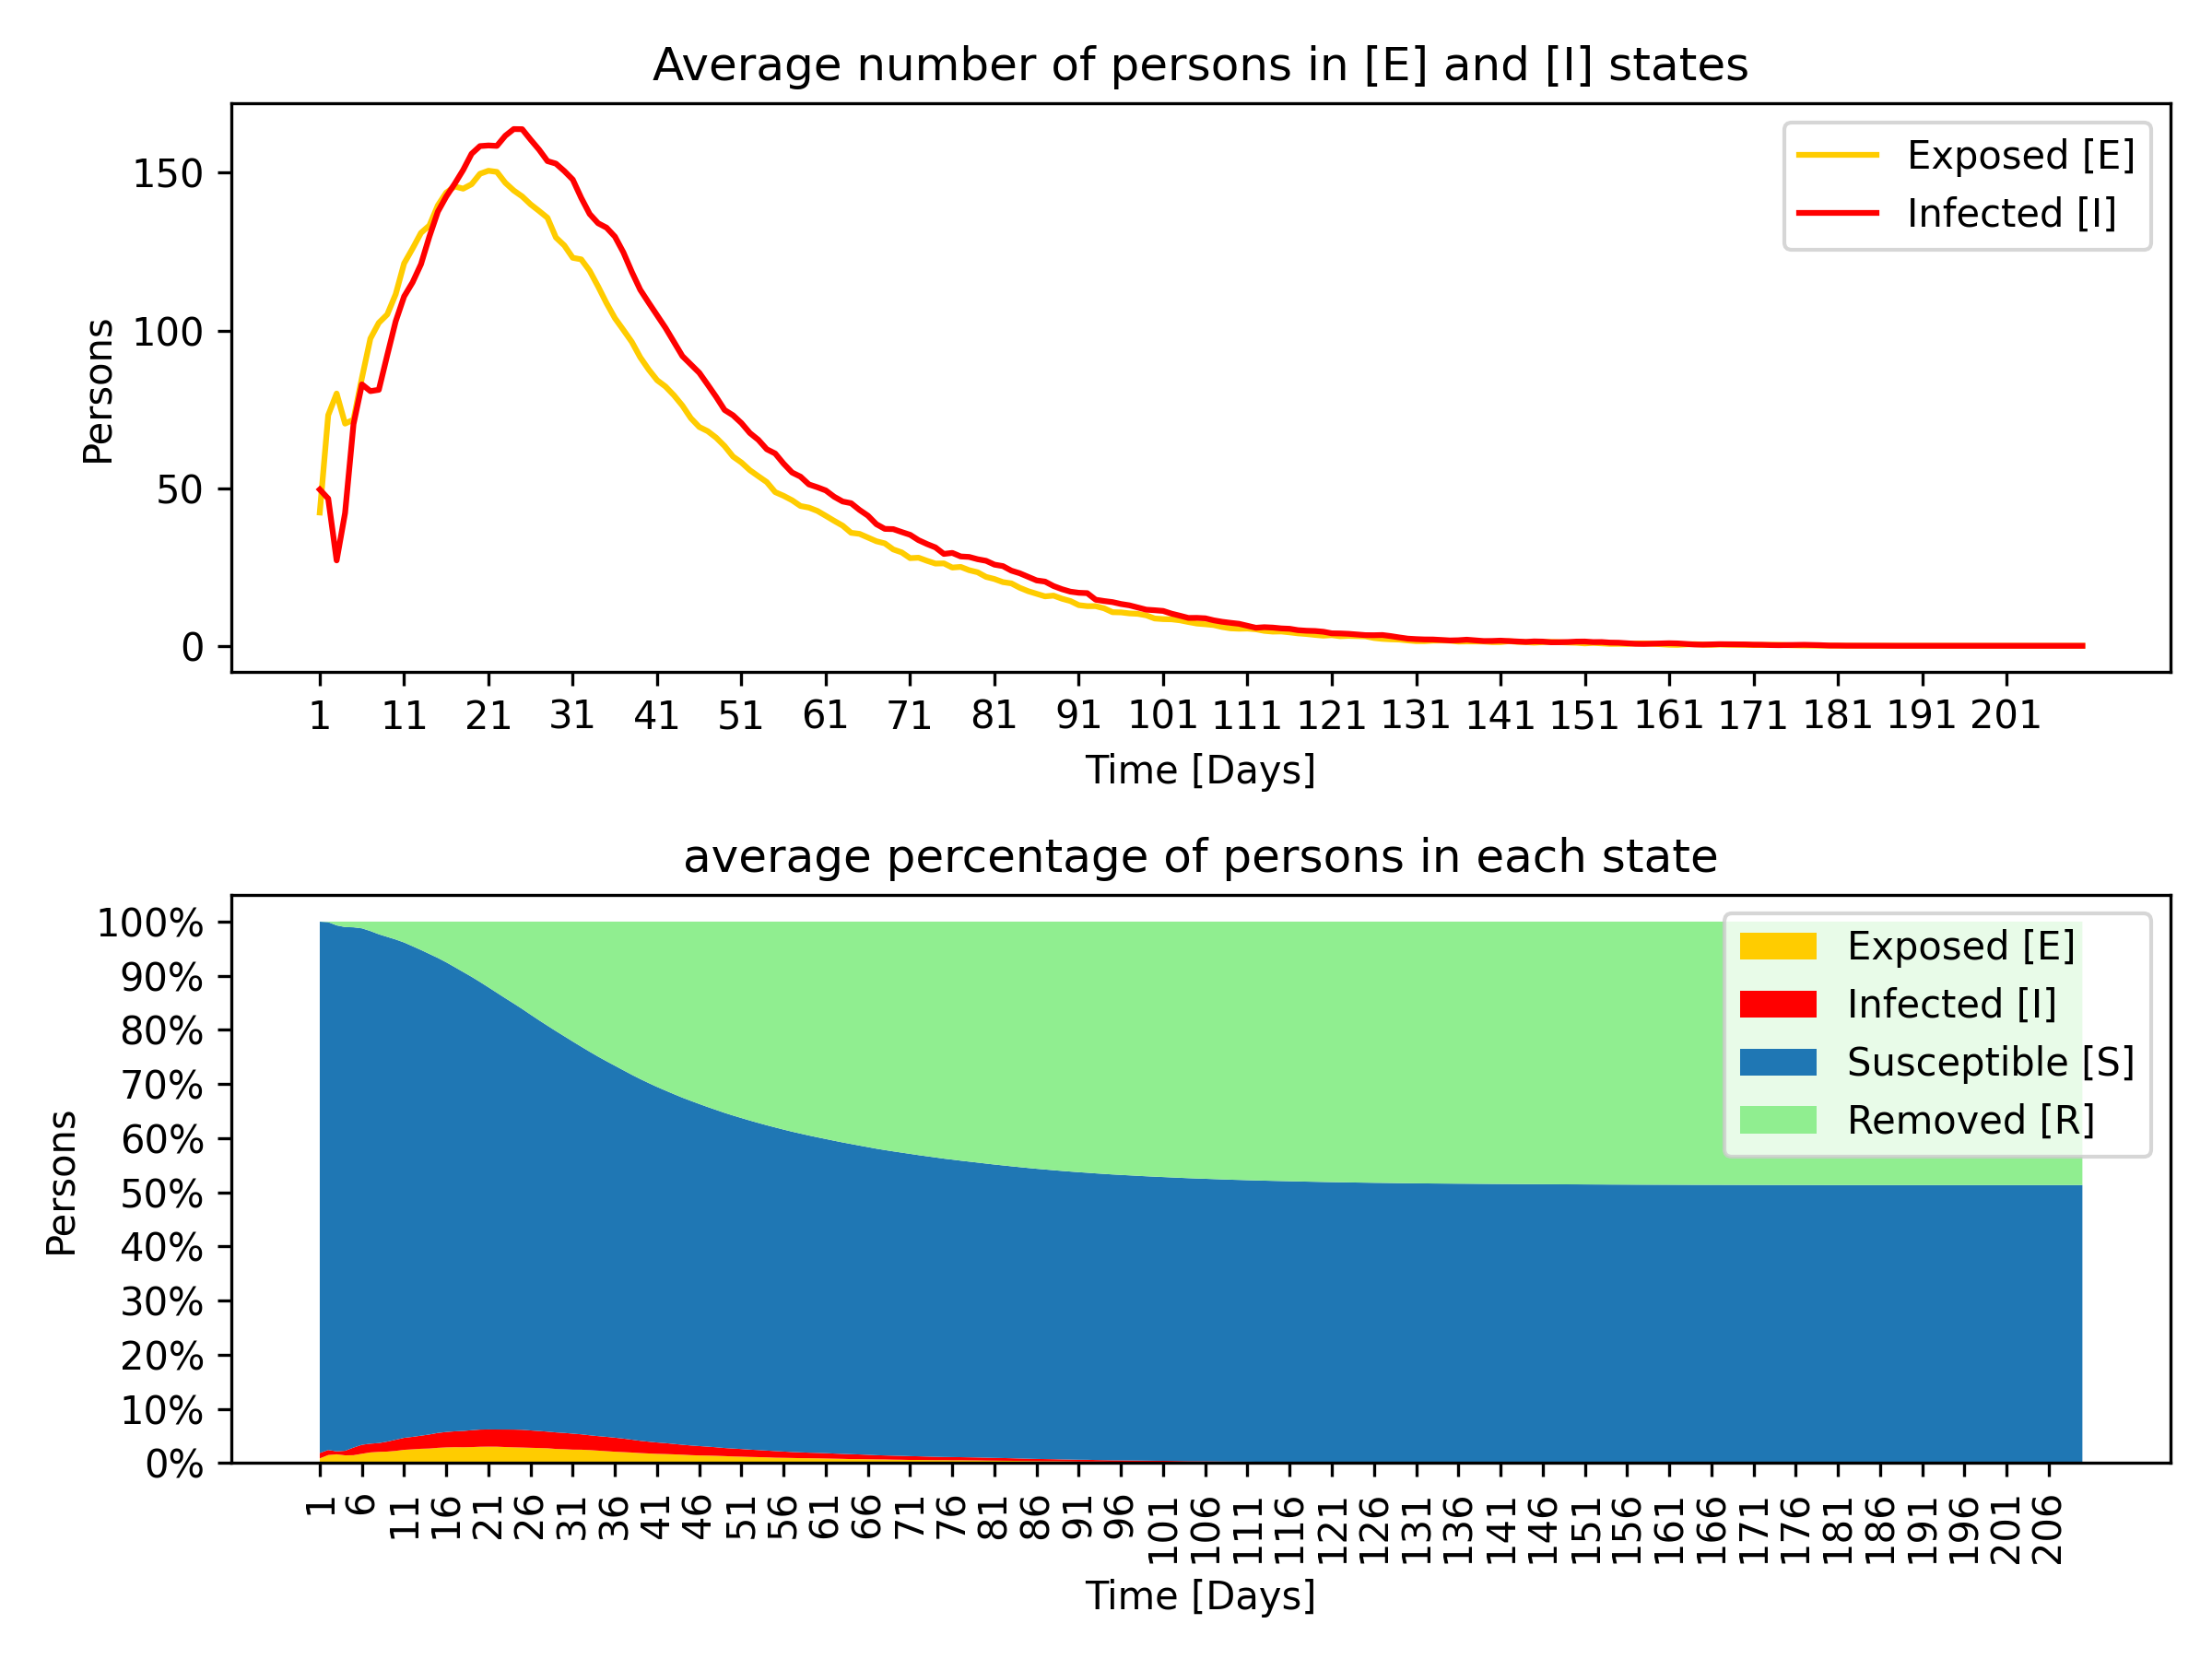 Average number of persons in [E] and [I] states
Persons
150
100
50
0
Exposed [E]
Infected [I]
1 11 21 31 41 51 61 71 81 91 101 111 121 131 141 151 161 171 181 191 201
Time [Days]
average percentage of persons in each state
Persons
100%
90%
80%
70%
60%
50%
40%
30%
20%
10%
0%
Exposed [E]
Infected [I]
Susceptible [S]
Removed [R]
1 6 11 16 21 26 31 36 41 46 51 56 61 66 71 76 81 86 91 96 101 106 111 116 121 126 131 136 141 146 151 156 161 166 171 176 181 186 191 196 201 206
Time [Days]